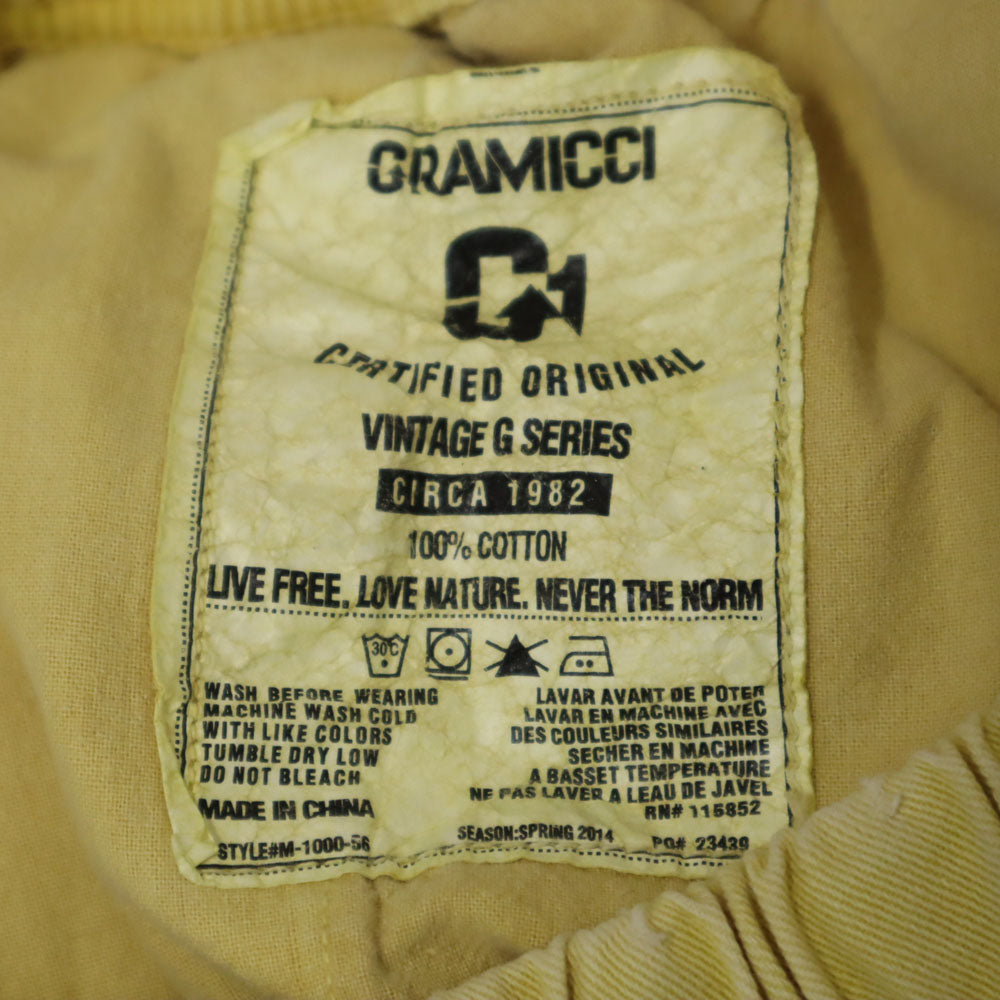 GRAMICCI
CERTIFIED ORIGINAL
VINTAGE G SERIES
CIRCA 1982
100% COTTON
LIVE FREE. LOVE NATURE. NEVER THE NORM
30°C
WASH BEFORE WEARING
MACHINE WASH COLD
WITH LIKE COLORS
TUMBLE DRY LOW
DO NOT BLEACH
MADE IN CHINA
LAVAR AVANT DE POTER
LAVAR EN MACHINE AVEC
DES COULEURS SIMILAIRES
SECHER EN MACHINE
A BASSET TEMPERATURE
NE PAS LAVER A LEAU DE JAVEL
RN# 115852
STYLE#M-1000-56
SEASON:SPRING 2014
PO# 23439